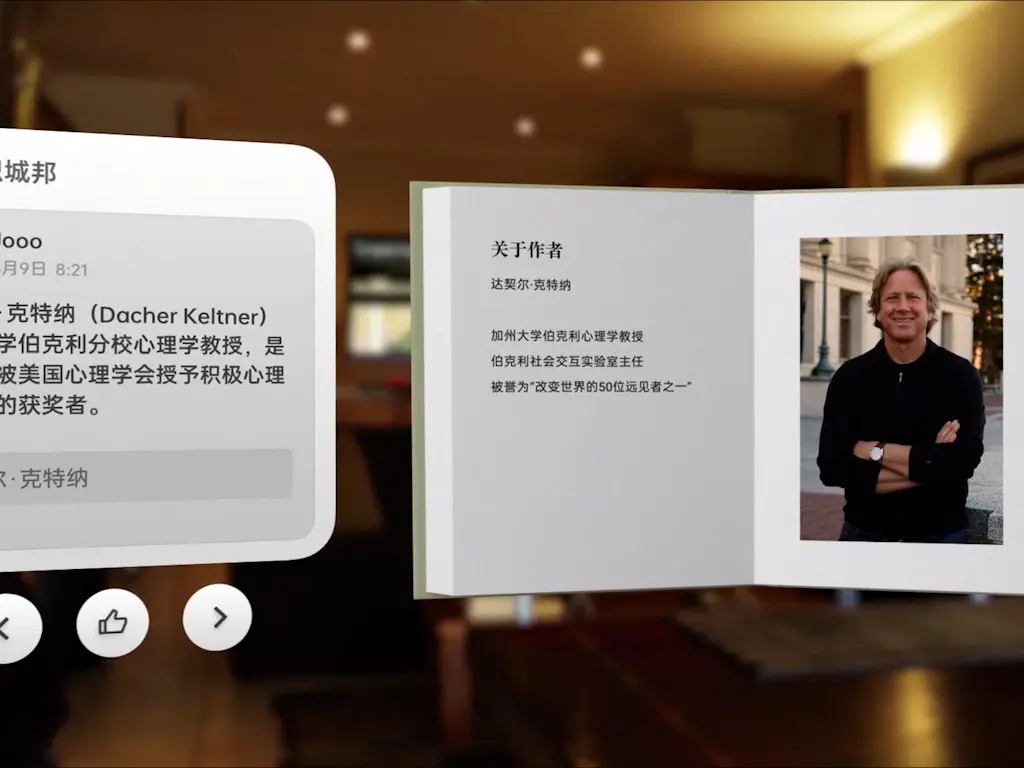 城邦
Jooo
月9日 8:21
·克特纳（Dacher Keltner）
学伯克利分校心理学教授，是
被美国心理学会授予积极心理
的获奖者。
尔·克特纳
关于作者
达契尔·克特纳
加州大学伯克利心理学教授
伯克利社会交互实验室主任
被誉为“改变世界的50位远见者之一”